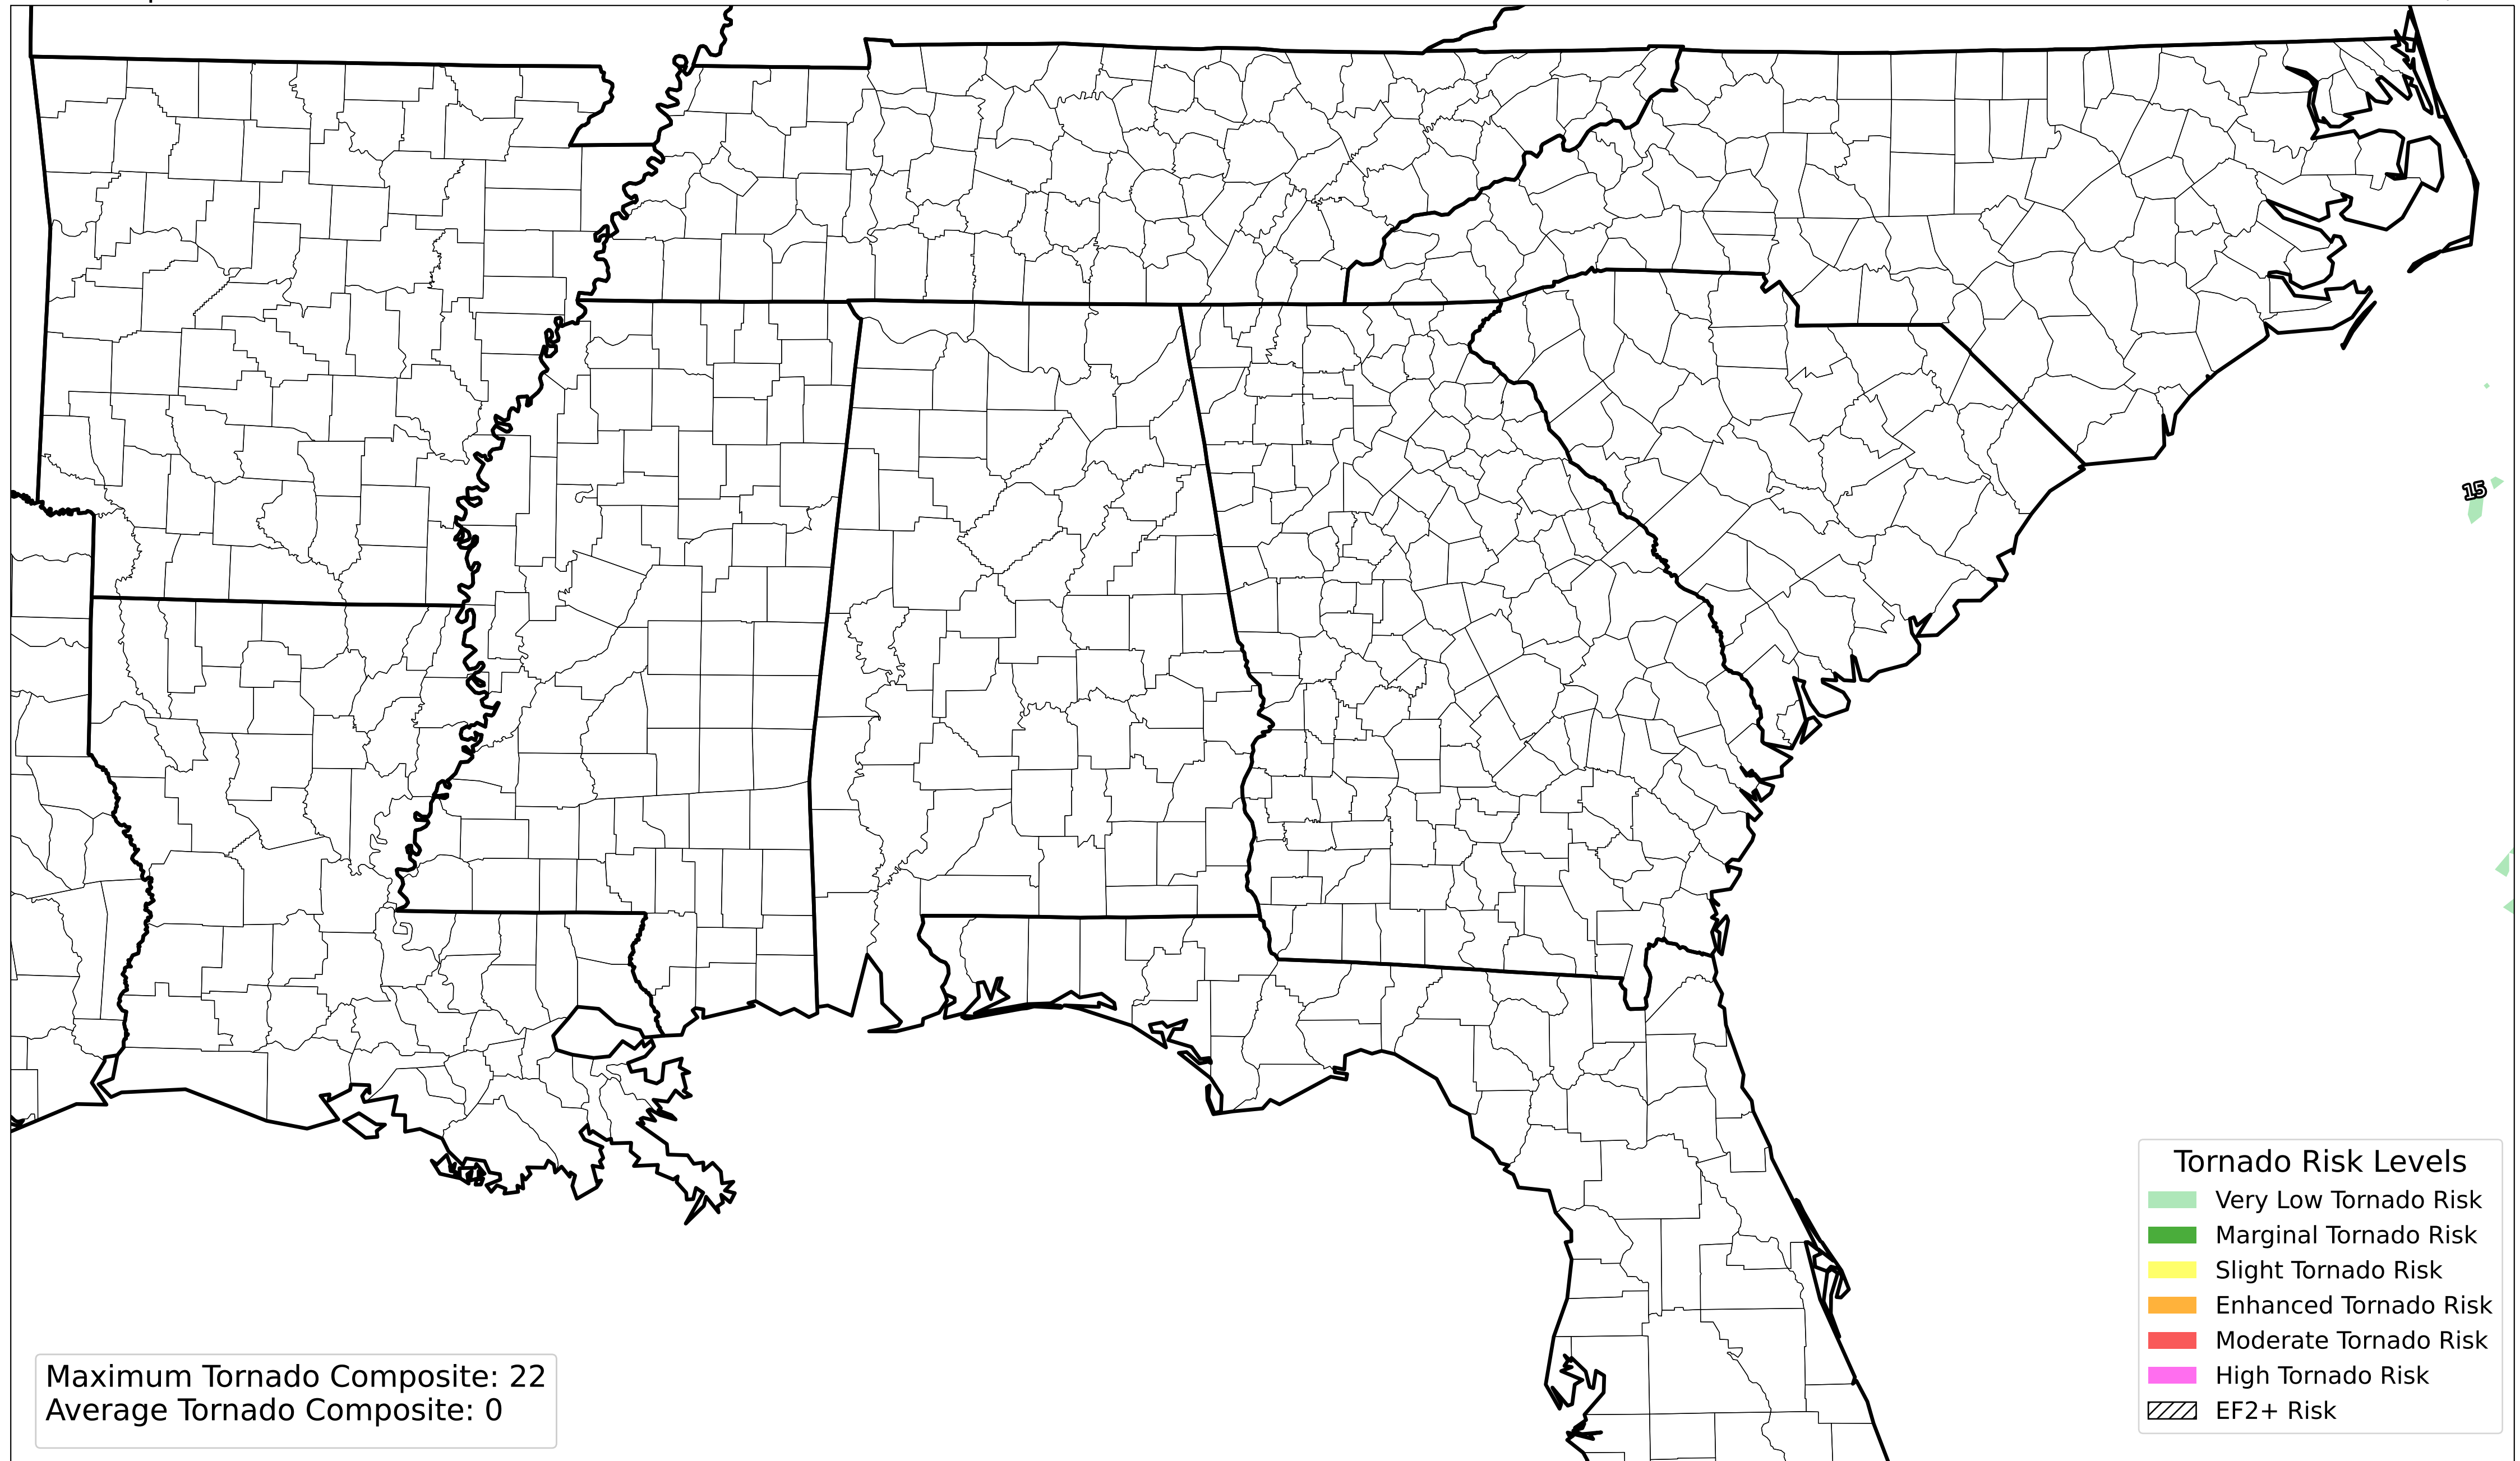 15
Tornado Risk Levels
Very Low Tornado Risk
Marginal Tornado Risk
Slight Tornado Risk
Enhanced Tornado Risk
Moderate Tornado Risk
High Tornado Risk
EF2+ Risk
Maximum Tornado Composite: 22
Average Tornado Composite: 0